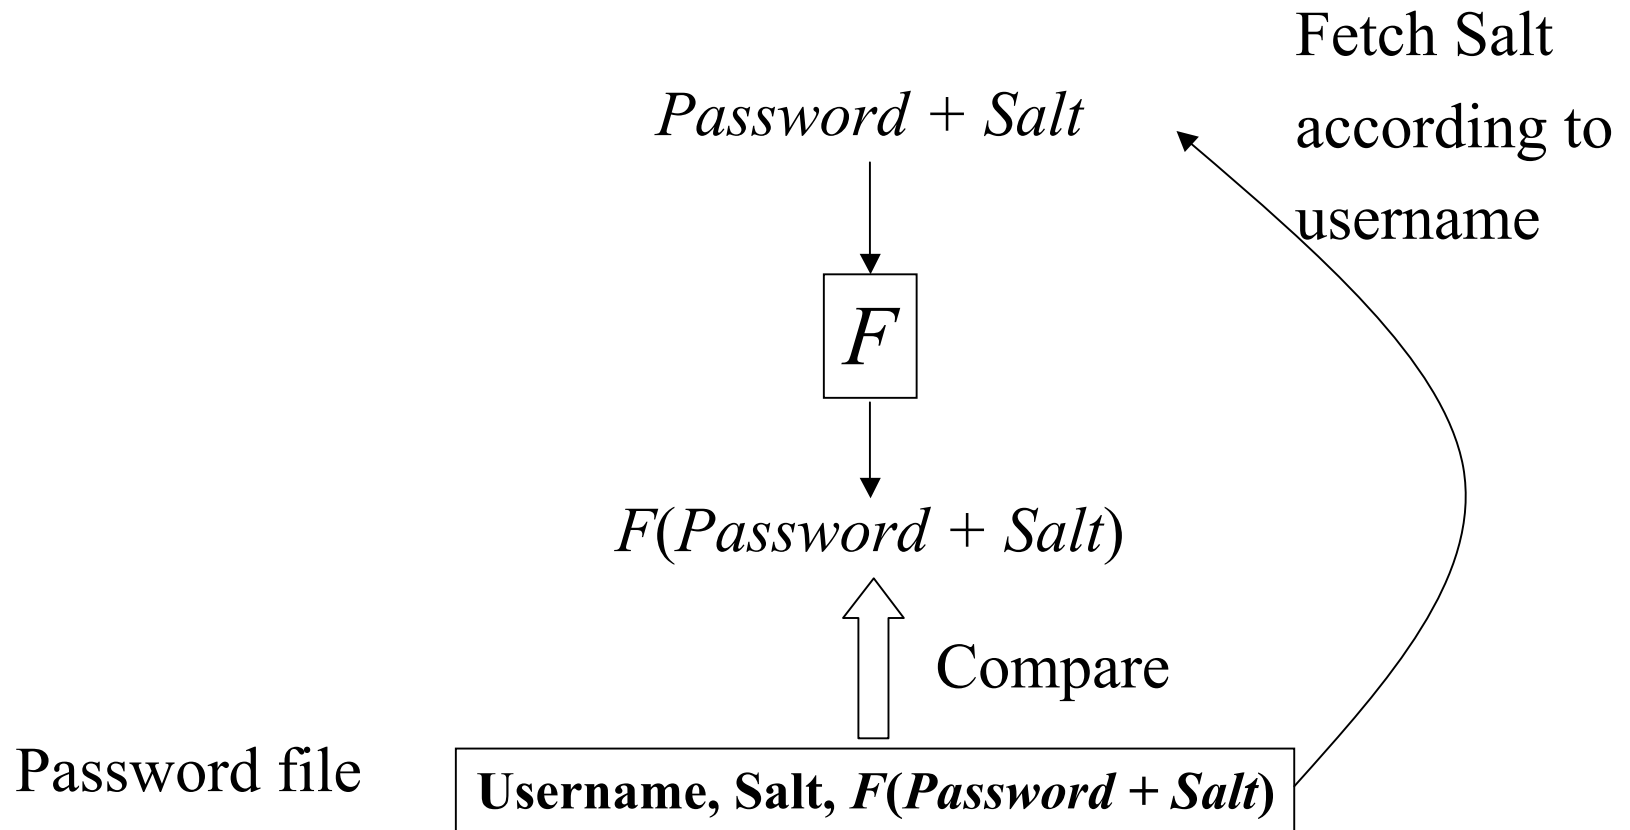 Fetch Salt
according to
username
Password + Salt
F
F(Password + Salt)
Compare
Password file
Username, Salt, F(Password + Salt)